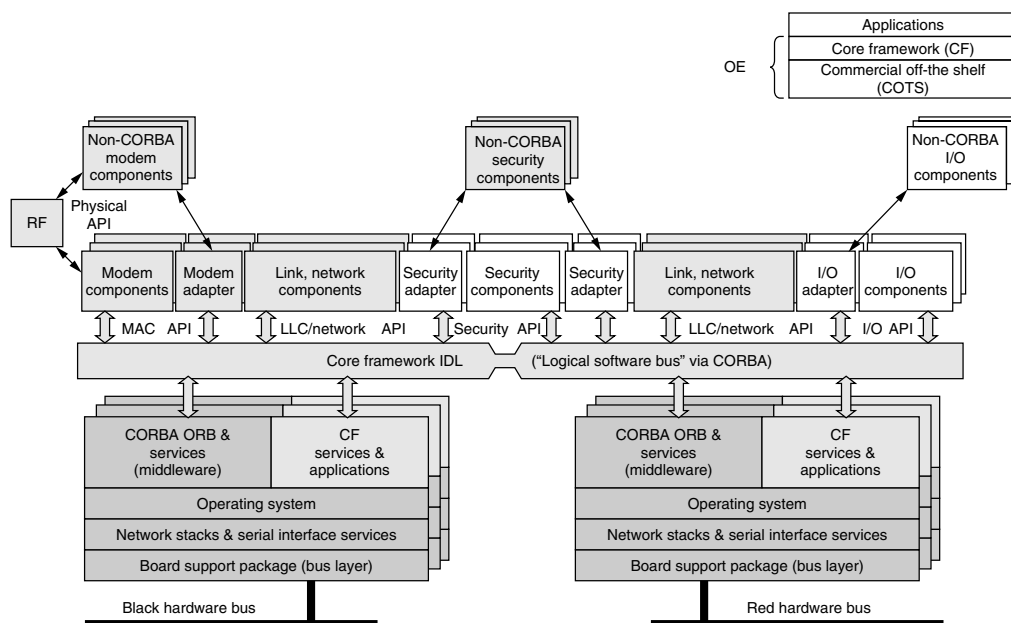 Applications
OE
Core framework (CF)
Commercial off-the shelf
(COTS)
Non-CORBA
modem
components
Non-CORBA
security
components
Non-CORBA
I/O
components
RF
Physical
API
Modem
components
Modem
adapter
Link, network
components
Security
adapter
Security
components
Security
adapter
Link, network
components
I/O
adapter
I/O
components
MAC API
LLC/network API
Security API
LLC/network API
I/O API
Core framework IDL
("Logical software bus" via CORBA)
CORBA ORB &
services
(middleware)
CF
services &
applications
Operating system
Network stacks & serial interface services
Board support package (bus layer)
Black hardware bus
CORBA ORB &
services
(middleware)
CF
services &
applications
Operating system
Network stacks & serial interface services
Board support package (bus layer)
Red hardware bus